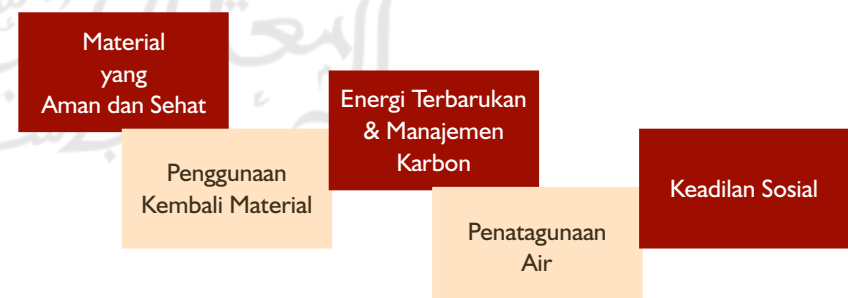 Material
yang
Aman dan Sehat
Penggunaan
Kembali Material
Energi Terbarukan
& Manajemen
Karbon
Penatagunaan
Air
Keadilan Sosial